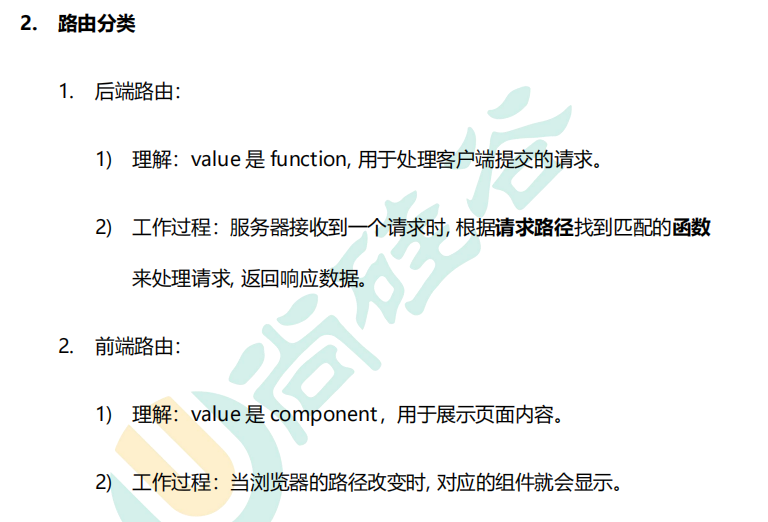 2. 路由分类
1. 后端路由：
1) 理解：value 是 function, 用于处理客户端提交的请求。
2) 工作过程：服务器接收到一个请求时, 根据请求路径找到匹配的函数
来处理请求, 返回响应数据。
2. 前端路由：
1) 理解：value 是 component，用于展示页面内容。
2) 工作过程：当浏览器的路径改变时, 对应的组件就会显示。
尚硅谷